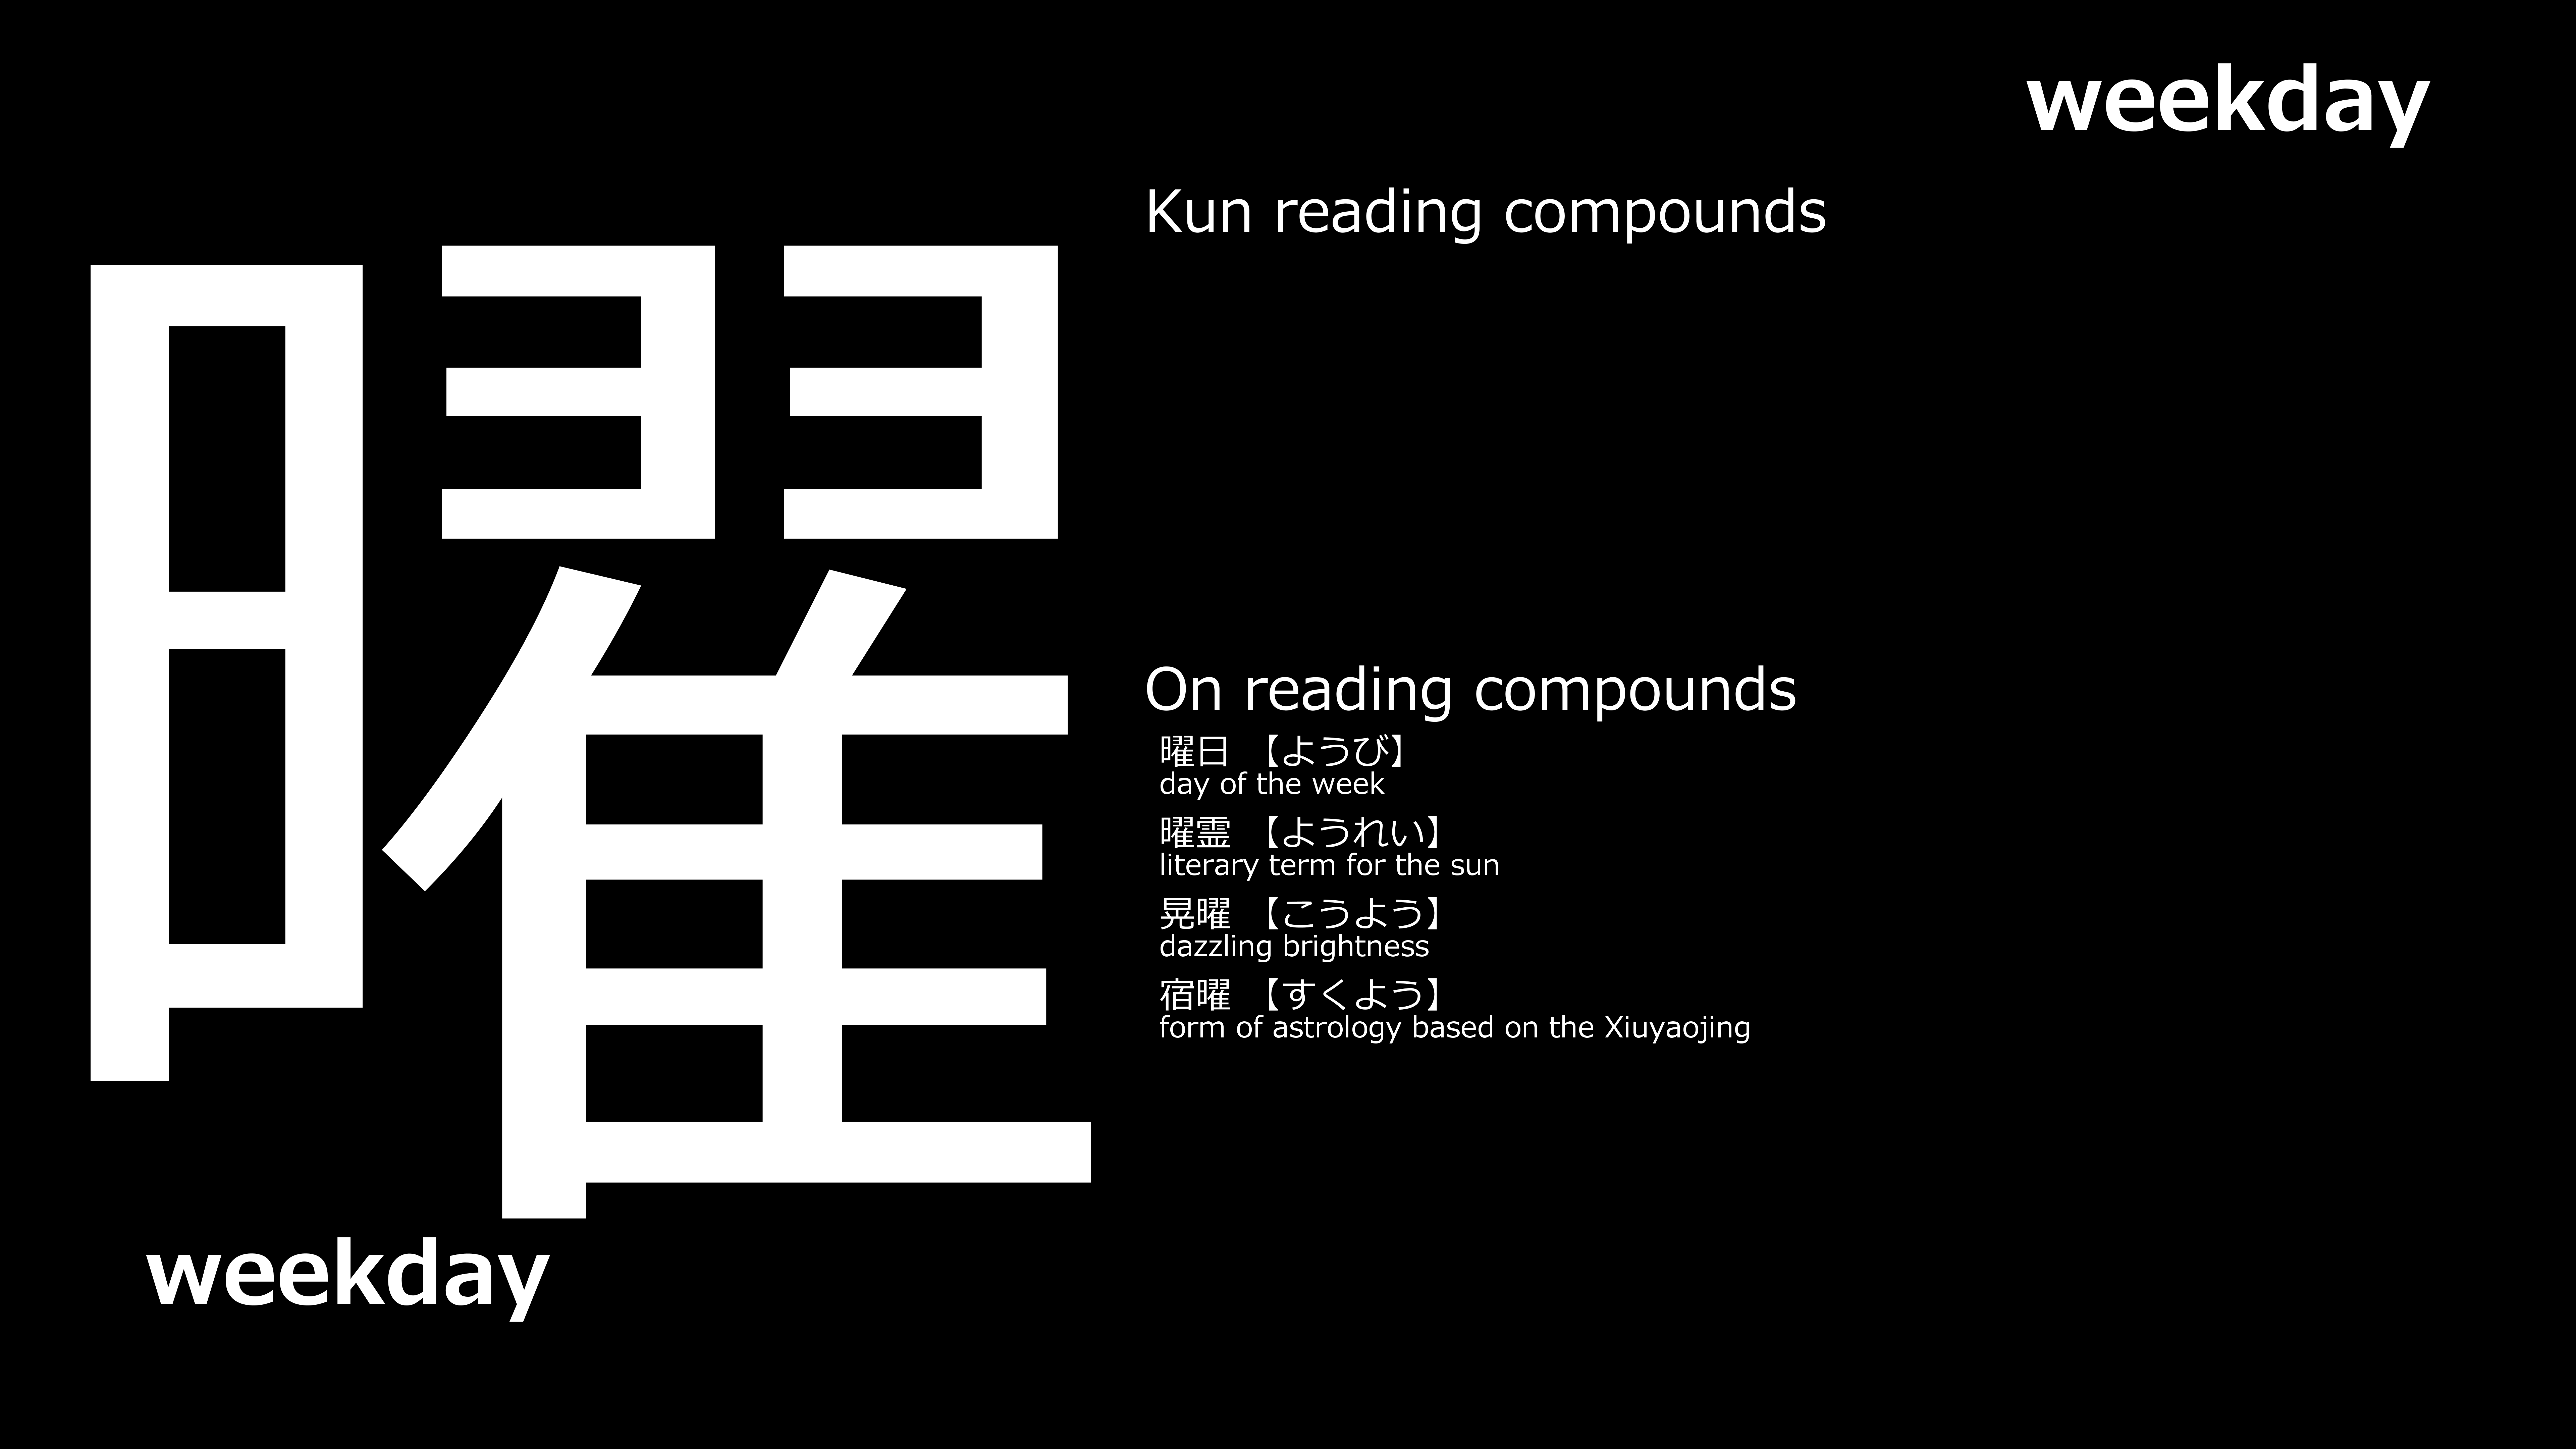 weekday
曜
weekday
Kun reading compounds
On reading compounds
曜日 【ようび】
day of the week
曜霊 【ようれい】
literary term for the sun
晃曜 【こうよう】
dazzling brightness
宿曜 【すくよう】
form of astrology based on the Xiuyaojing